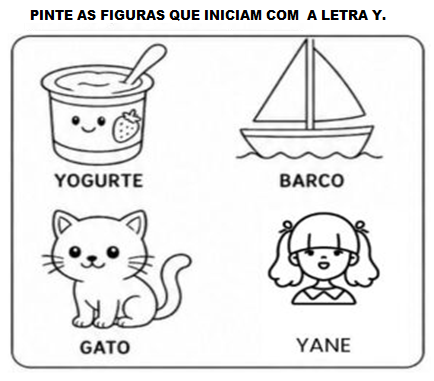 PINTE AS FIGURAS QUE INICIAM COM A LETRA Y.
YOGURTE
BARCO
GATO
YANE